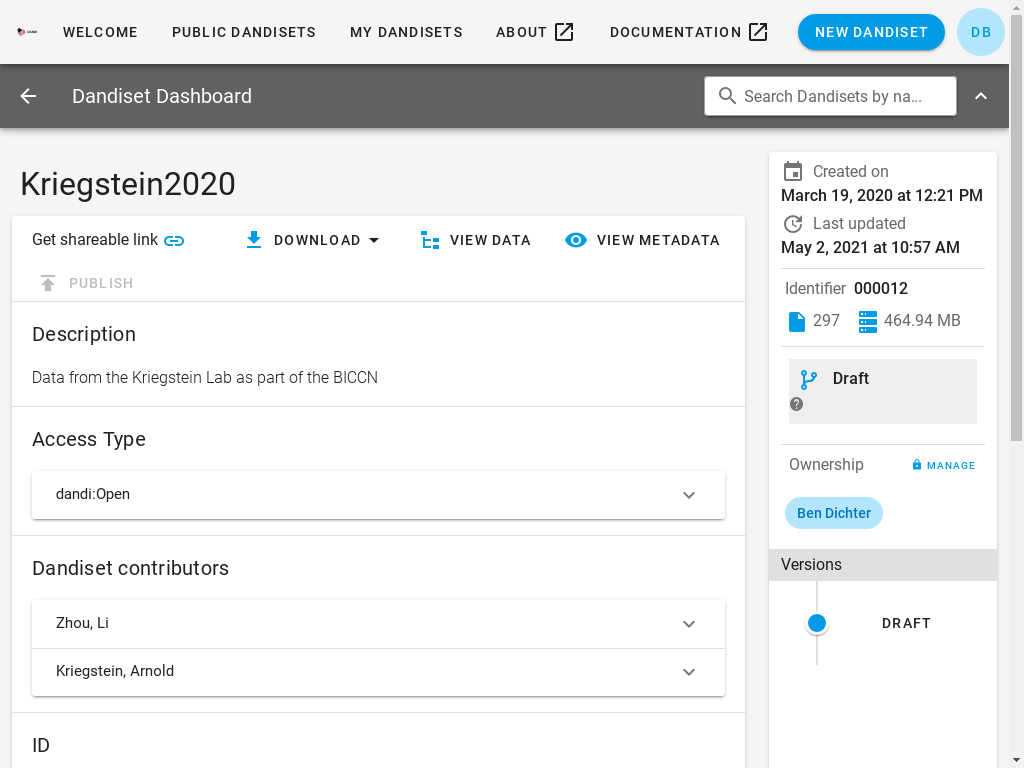 WELCOME PUBLIC DANDISETS MY DANDISETS ABOUT DOCUMENTATION NEW DANDISET DB
Dandiset Dashboard Search Dandisets by na...
Kriegstein2020
Get shareable link DOWNLOAD VIEW DATA VIEW METADATA
PUBLISH
Description
Data from the Kriegstein Lab as part of the BICCN
Access Type
dandi:Open
Dandiset contributors
Zhou, Li
Kriegstein, Arnold
ID
Created on
March 19, 2020 at 12:21 PM
Last updated
May 2, 2021 at 10:57 AM
Identifier 000012
297 464.94 MB
Draft
Ownership MANAGE
Ben Dichter
Versions
DRAFT